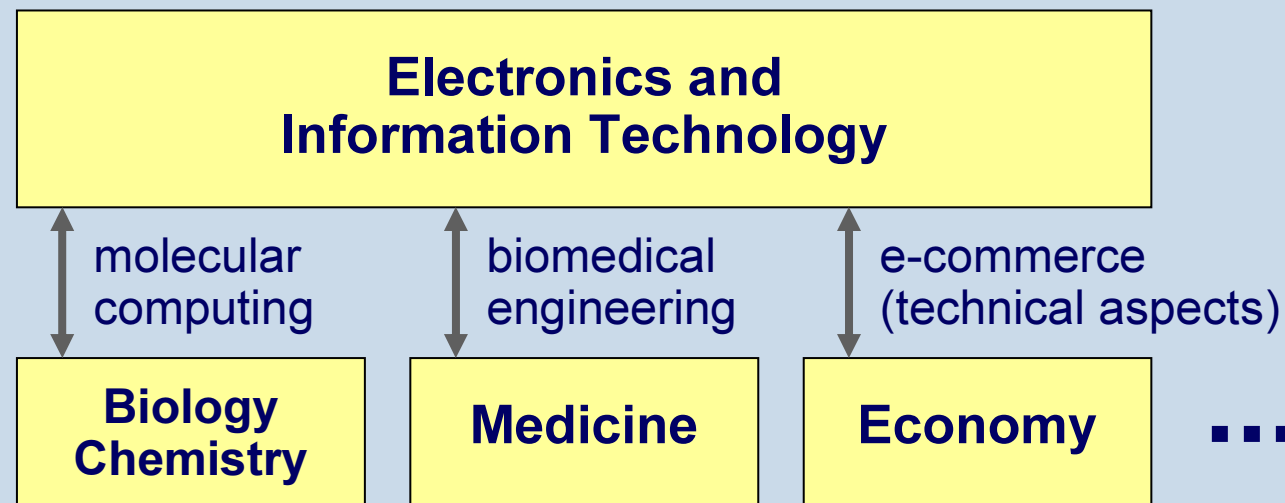 Electronics and
Information Technology
molecular
computing
biomedical
engineering
e-commerce
(technical aspects)
Biology
Chemistry
Medicine
Economy
...